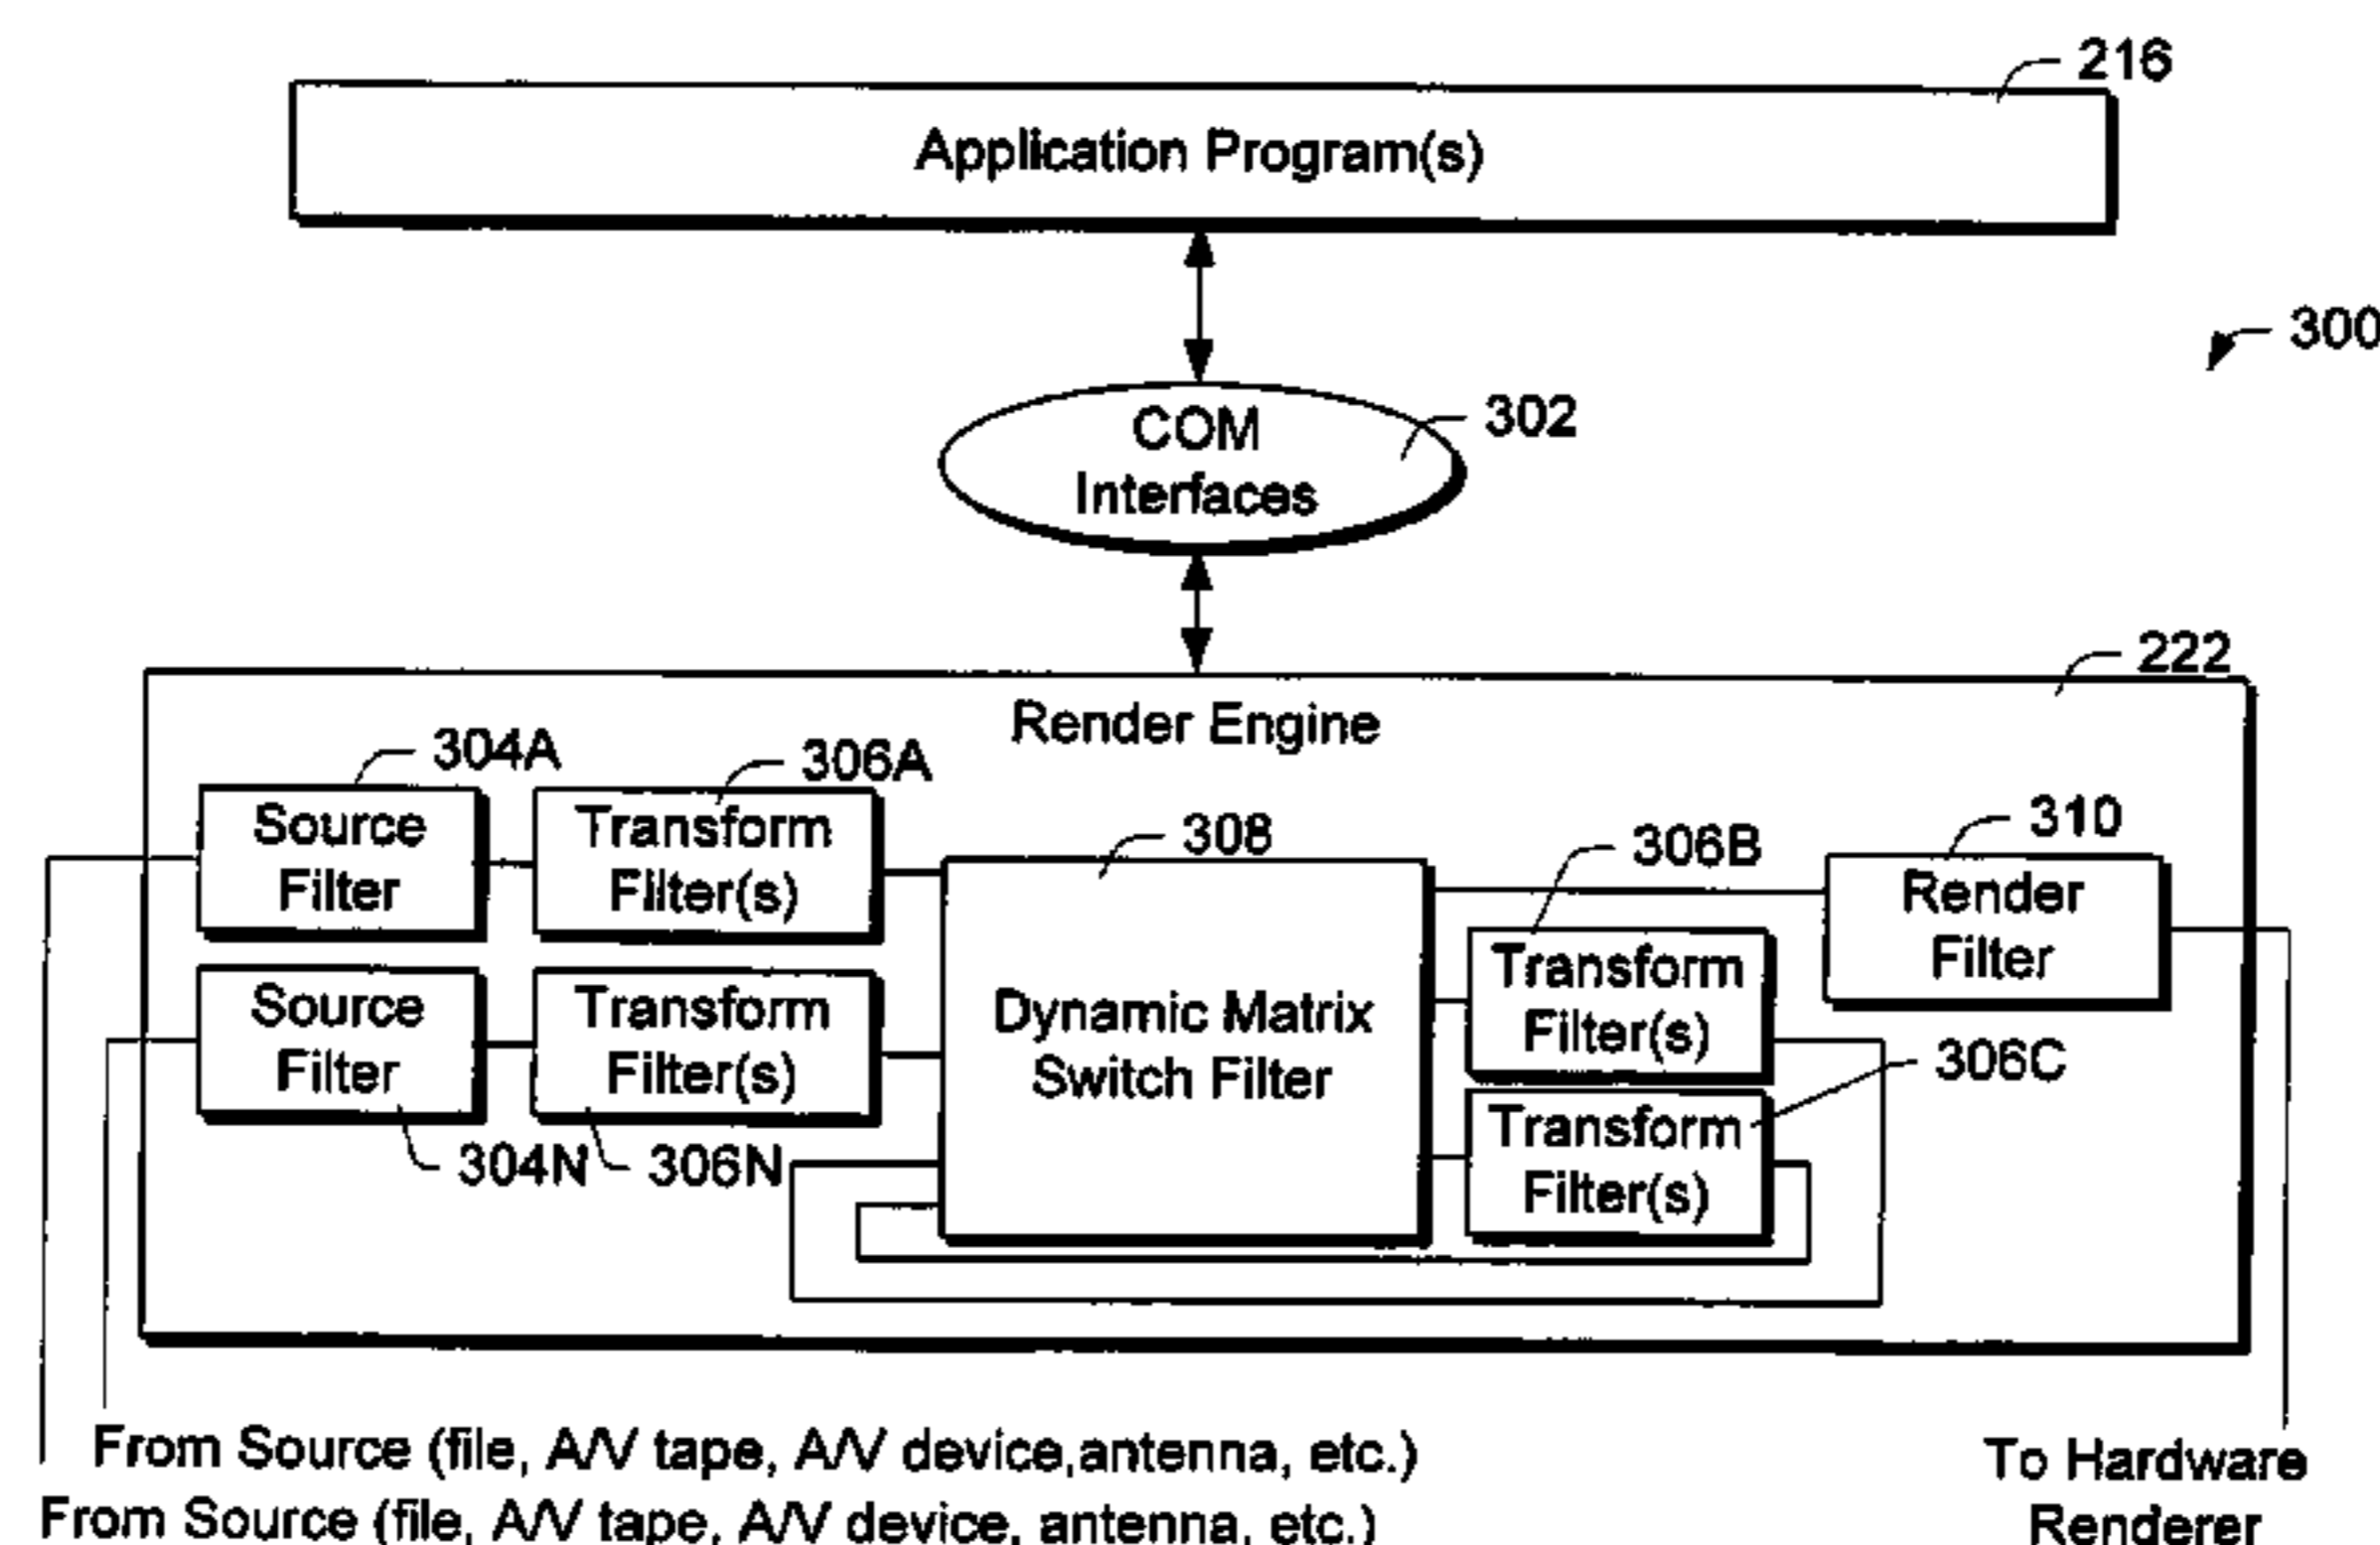 216
Application Program(s)
300
COM
Interfaces
302
222
Render Engine
304A
306A
308
306B
310
Source
Filter
Transform
Filter(s)
Render
Filter
Source
Filter
Transform
Filter(s)
Dynamic Matrix
Switch Filter
Transform
Filter(s)
306C
Transform
Filter(s)
304N
306N
From Source (file, A/V tape, A/V device,antenna, etc.)
From Source (file, A/V tape, A/V device, antenna, etc.)
To Hardware
Renderer